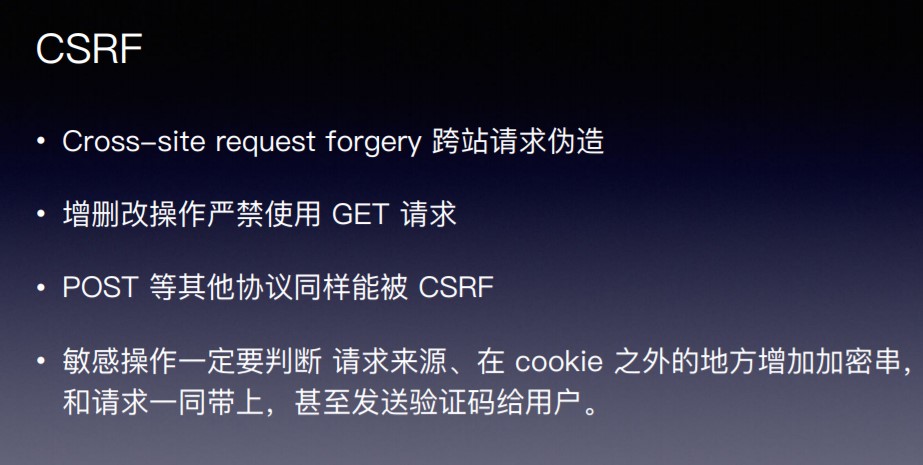 CSRF
• Cross-site request forgery 跨站请求伪造
• 增删改操作严禁使用 GET 请求
• POST 等其他协议同样能被 CSRF
• 敏感操作一定要判断 请求来源、在 cookie 之外的地方增加加密串，
和请求一同带上，甚至发送验证码给用户。